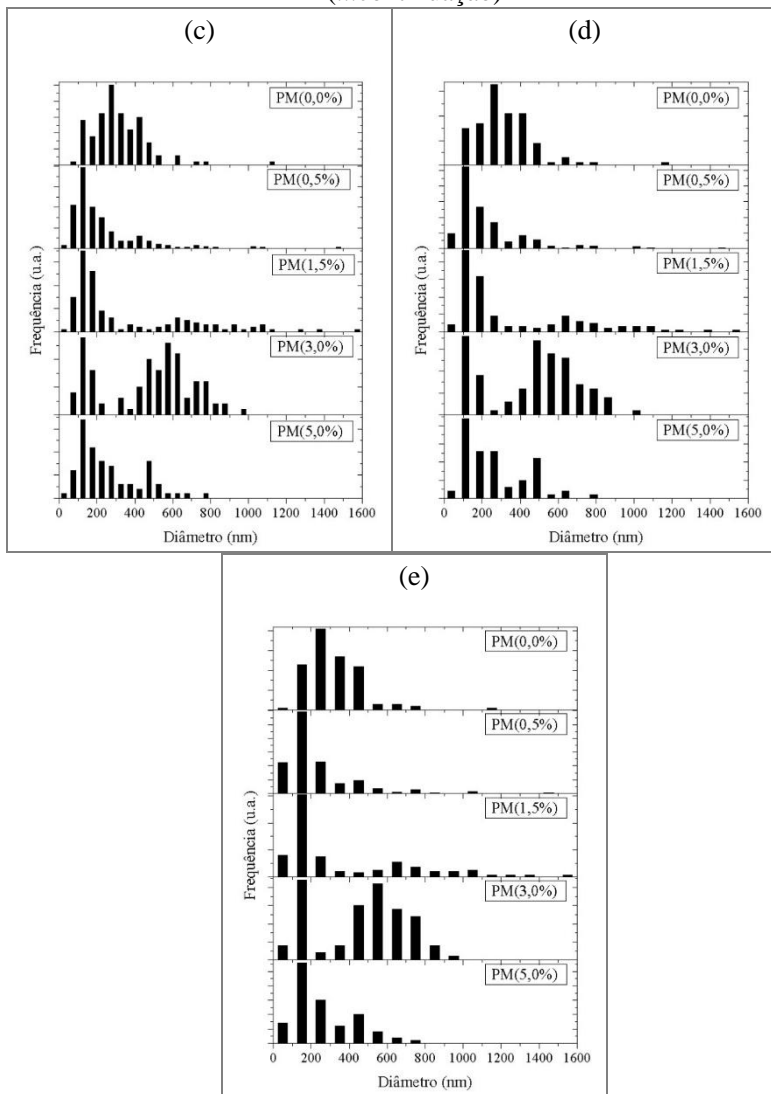 (c)
PM(0,0%)
PM(0,5%)
PM(1,5%)
PM(3,0%)
PM(5,0%)
Frequência (u.a.)
0 200 400 600 800 1000 1200 1400 1600
Diâmetro (nm)
(d)
PM(0,0%)
PM(0,5%)
PM(1,5%)
PM(3,0%)
PM(5,0%)
Frequência (u.a.)
0 200 400 600 800 1000 1200 1400 1600
Diâmetro (nm)
(e)
PM(0,0%)
PM(0,5%)
PM(1,5%)
PM(3,0%)
PM(5,0%)
Frequência (u.a.)
0 200 400 600 800 1000 1200 1400 1600
Diâmetro (nm)